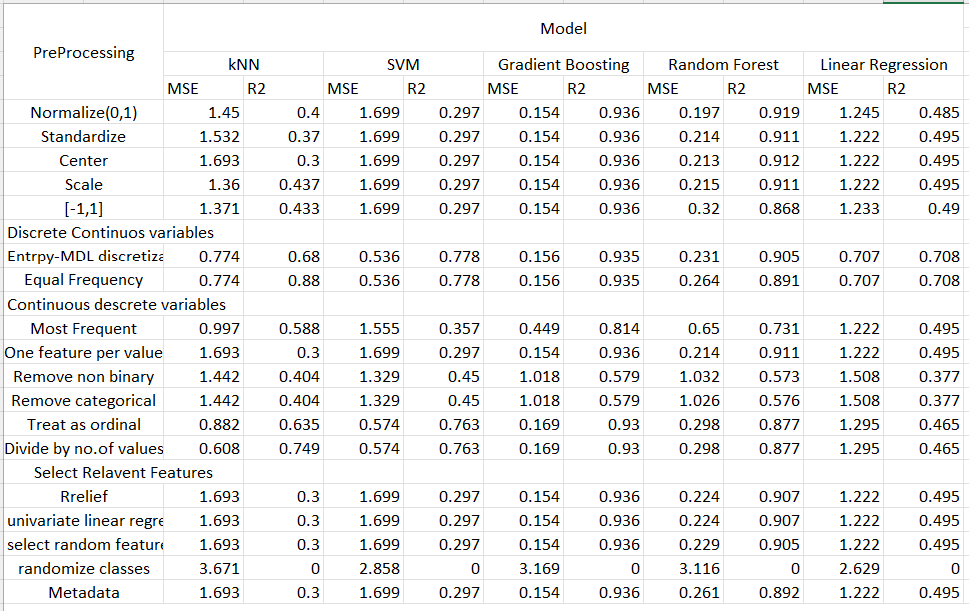 PreProcessing Model
kNN SVM Gradient Boosting Random Forest Linear Regression
MSE R2 MSE R2 MSE R2 MSE R2 MSE R2
Normalize(0,1) 1.45 0.4 1.699 0.297 0.154 0.936 0.197 0.919 1.245 0.485
Standardize 1.532 0.37 1.699 0.297 0.154 0.936 0.214 0.911 1.222 0.495
Center 1.693 0.3 1.699 0.297 0.154 0.936 0.213 0.912 1.222 0.495
Scale 1.36 0.437 1.699 0.297 0.154 0.936 0.215 0.911 1.222 0.495
[-1,1] 1.371 0.433 1.699 0.297 0.154 0.936 0.32 0.868 1.233 0.49
Discrete Continuos variables
Entrpy-MDL discretiza 0.774 0.68 0.536 0.778 0.156 0.935 0.231 0.905 0.707 0.708
Equal Frequency 0.774 0.88 0.536 0.778 0.156 0.935 0.264 0.891 0.707 0.708
Continuous descrete variables
Most Frequent 0.997 0.588 1.555 0.357 0.449 0.814 0.65 0.731 1.222 0.495
One feature per value 1.693 0.3 1.699 0.297 0.154 0.936 0.214 0.911 1.222 0.495
Remove non binary 1.442 0.404 1.329 0.45 1.018 0.579 1.032 0.573 1.508 0.377
Remove categorical 1.442 0.404 1.329 0.45 1.018 0.579 1.026 0.576 1.508 0.377
Treat as ordinal 0.882 0.635 0.574 0.763 0.169 0.93 0.298 0.877 1.295 0.465
Divide by no.of values 0.608 0.749 0.574 0.763 0.169 0.93 0.298 0.877 1.295 0.465
Select Relavent Features
Rrelief 1.693 0.3 1.699 0.297 0.154 0.936 0.224 0.907 1.222 0.495
univariate linear regre 1.693 0.3 1.699 0.297 0.154 0.936 0.224 0.907 1.222 0.495
select random feature 1.693 0.3 1.699 0.297 0.154 0.936 0.229 0.905 1.222 0.495
randomize classes 3.671 0 2.858 0 3.169 0 3.116 0 2.629 0
Metadata 1.693 0.3 1.699 0.297 0.154 0.936 0.261 0.892 1.222 0.495